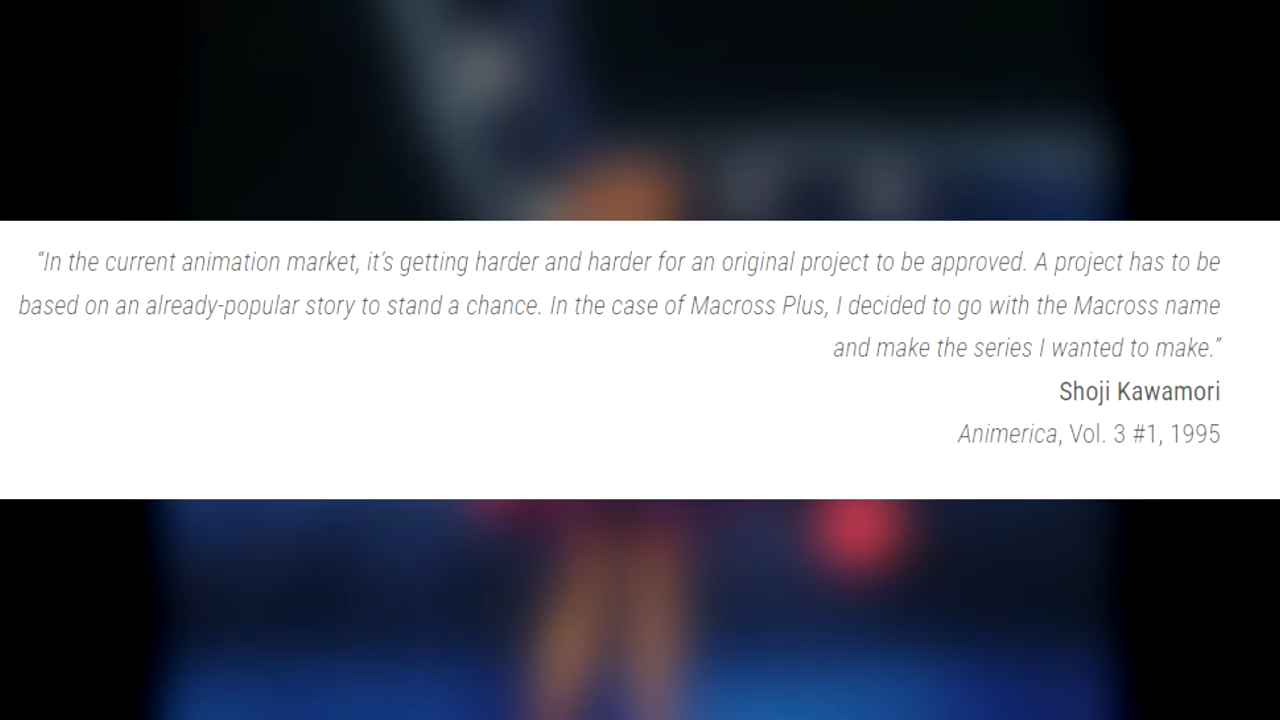 “In the current animation market, it’s getting harder and harder for an original project to be approved. A project has to be
based on an already-popular story to stand a chance. In the case of Macross Plus, I decided to go with the Macross name
and make the series I wanted to make.”
Shoji Kawamori
Animerica, Vol. 3 #1, 1995